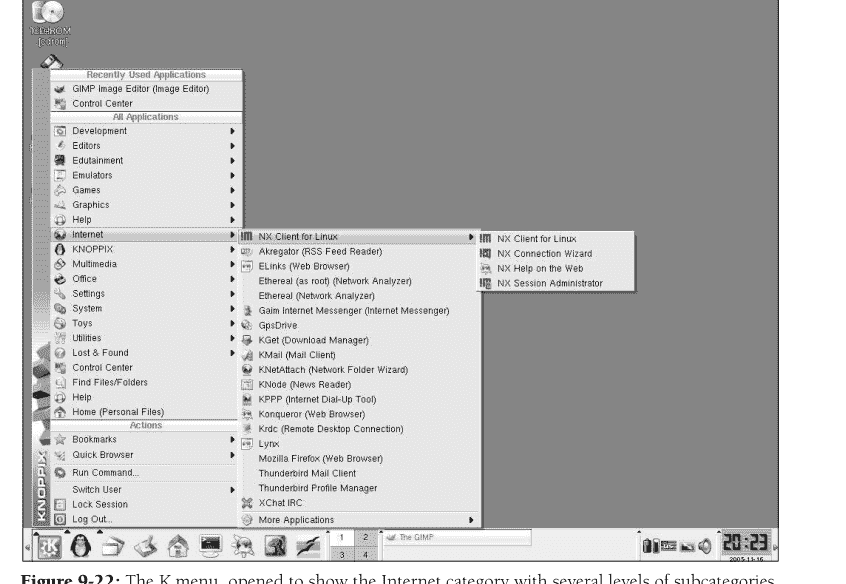 Recently Used Applications
GIMP Image Editor (Image Editor)
Control Center
All Applications
Development
Editors
Edutainment
Emulators
Games
Graphics
Help
Internet
KNOPPIX
Multimedia
Office
Settings
System
Toys
Utilities
Lost & Found
Control Center
Find Files/Folders
Help
Home (Personal Files)
Actions
Bookmarks
Quick Browser
Run Command...
Switch User
Lock Session
Log Out...
KNOPPIX
NX Client for Linux
Akregator (RSS Feed Reader)
ELinks (Web Browser)
Ethereal (as root) (Network Analyzer)
Ethereal (Network Analyzer)
Gaim Internet Messenger (Internet Messenger)
GpsDrive
KGet (Download Manager)
KMail (Mail Client)
KNetAttach (Network Folder Wizard)
KNode (News Reader)
KPPP (Internet Dial-Up Tool)
Konqueror (Web Browser)
Krdc (Remote Desktop Connection)
Lynx
Mozilla Firefox (Web Browser)
Thunderbird Mail Client
Thunderbird Profile Manager
XChat IRC
More Applications
NX Client for Linux
NX Connection Wizard
NX Help on the Web
NX Session Administrator
1 2
3 4
The GIMP
20:23
2005-11-16
Figure 9-22: The K menu, opened to show the Internet category with several levels of subcategories